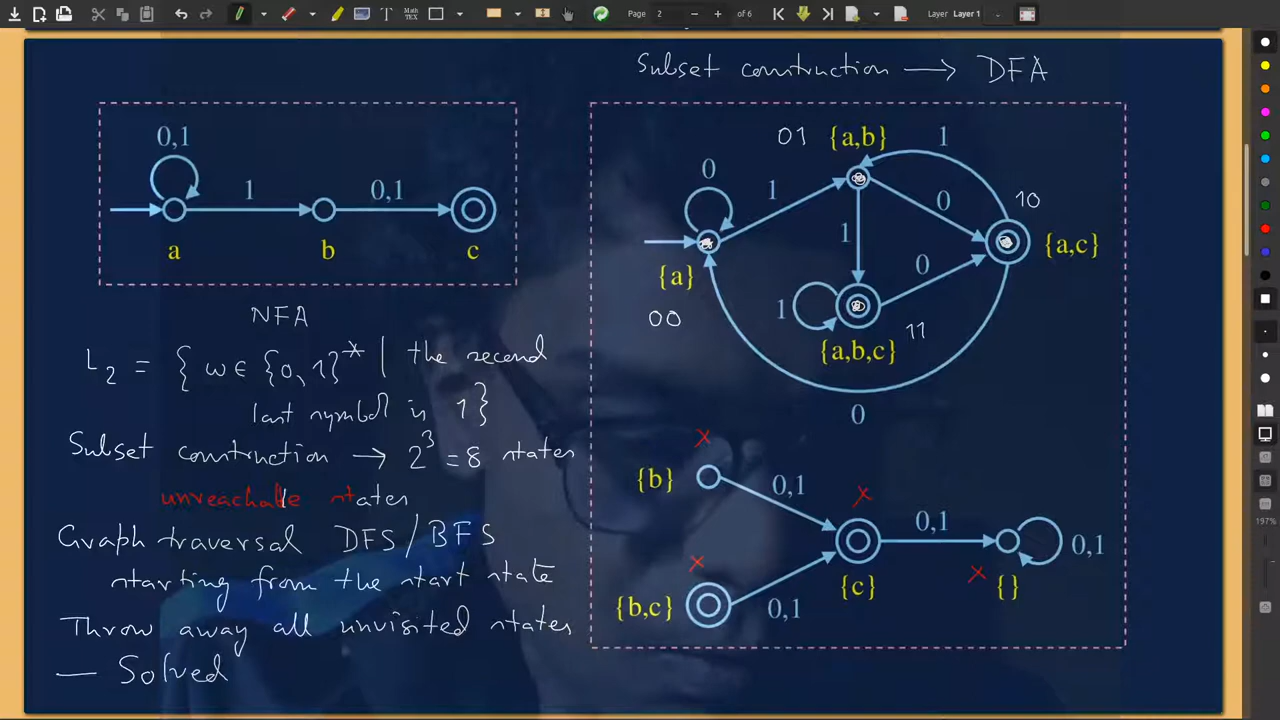 Page 2 of 6 Layer Layer 1
T Math TEX
197%
Subset construction → DFA
0,1
1
0,1
a
b
c
NFA
L2 = { w ∈ {0,1}* | the second
last symbol is 1}
Subset construction → 2^3 = 8 states
unreachable states
Graph traversal DFS/BFS
starting from the start state
Throw away all unvisited states
— Solved
01 {a,b} 1
0
1
0
10
{a,c}
{a}
1
0
00
1
11
{a,b,c}
0
{b}
x
0,1
x
0,1
0,1
x
{c}
x
{}
{b,c}
0,1